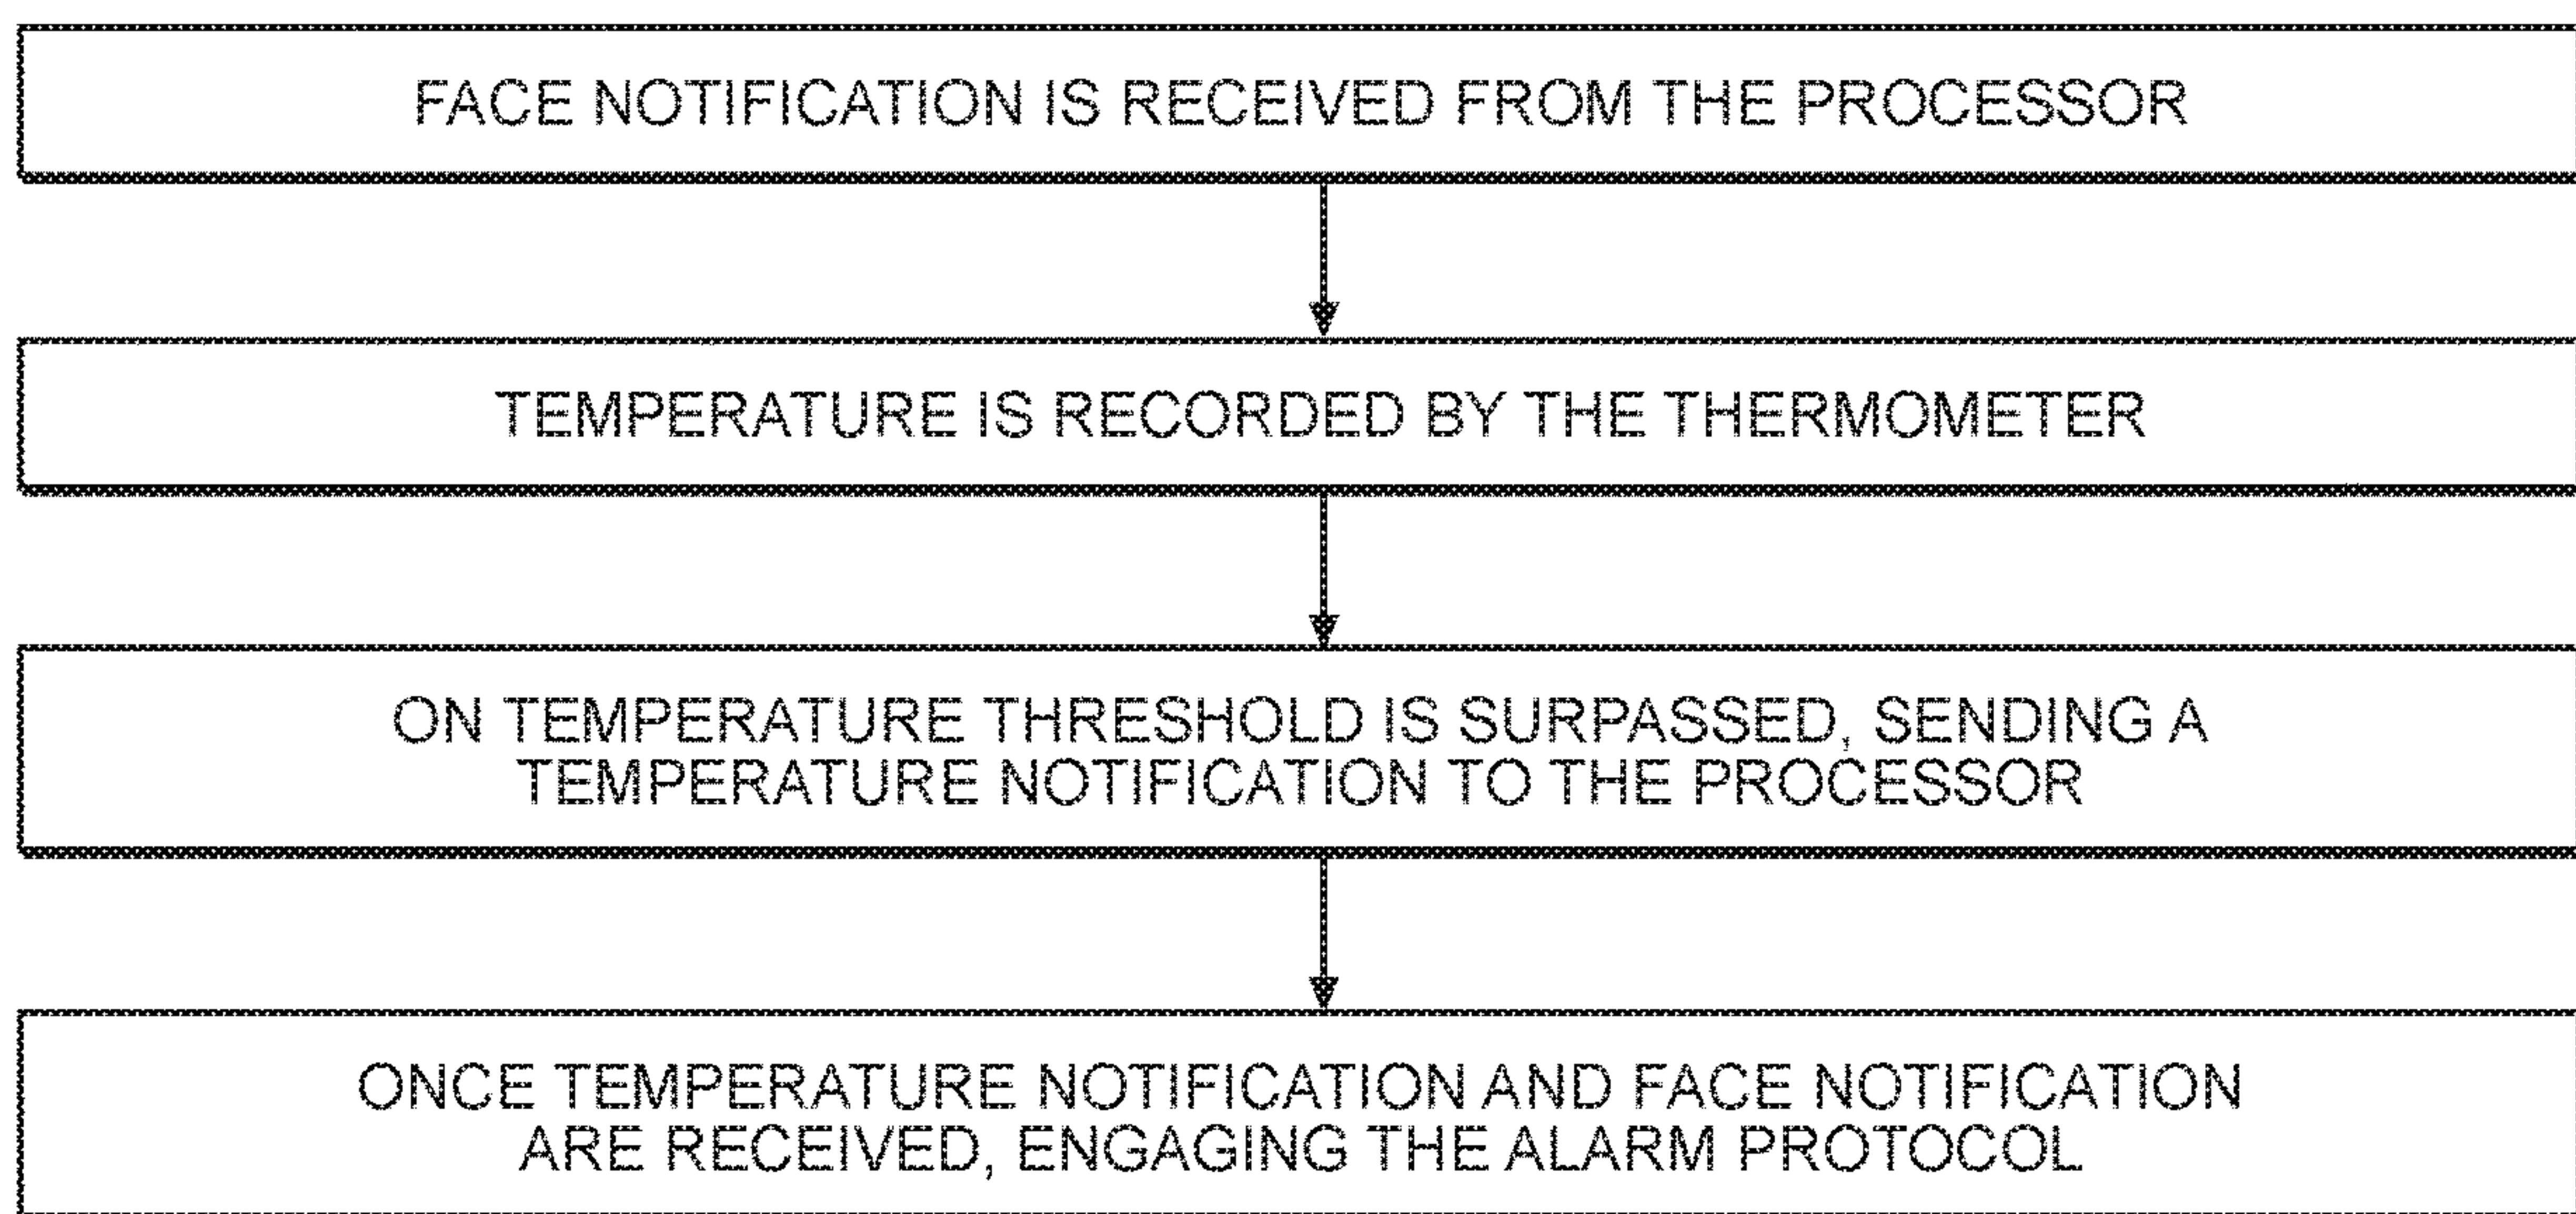 FACE NOTIFICATION IS RECEIVED FROM THE PROCESSOR
TEMPERATURE IS RECORDED BY THE THERMOMETER
ON TEMPERATURE THRESHOLD IS SURPASSED, SENDING A
TEMPERATURE NOTIFICATION TO THE PROCESSOR
ONCE TEMPERATURE NOTIFICATION AND FACE NOTIFICATION
ARE RECEIVED, ENGAGING THE ALARM PROTOCOL